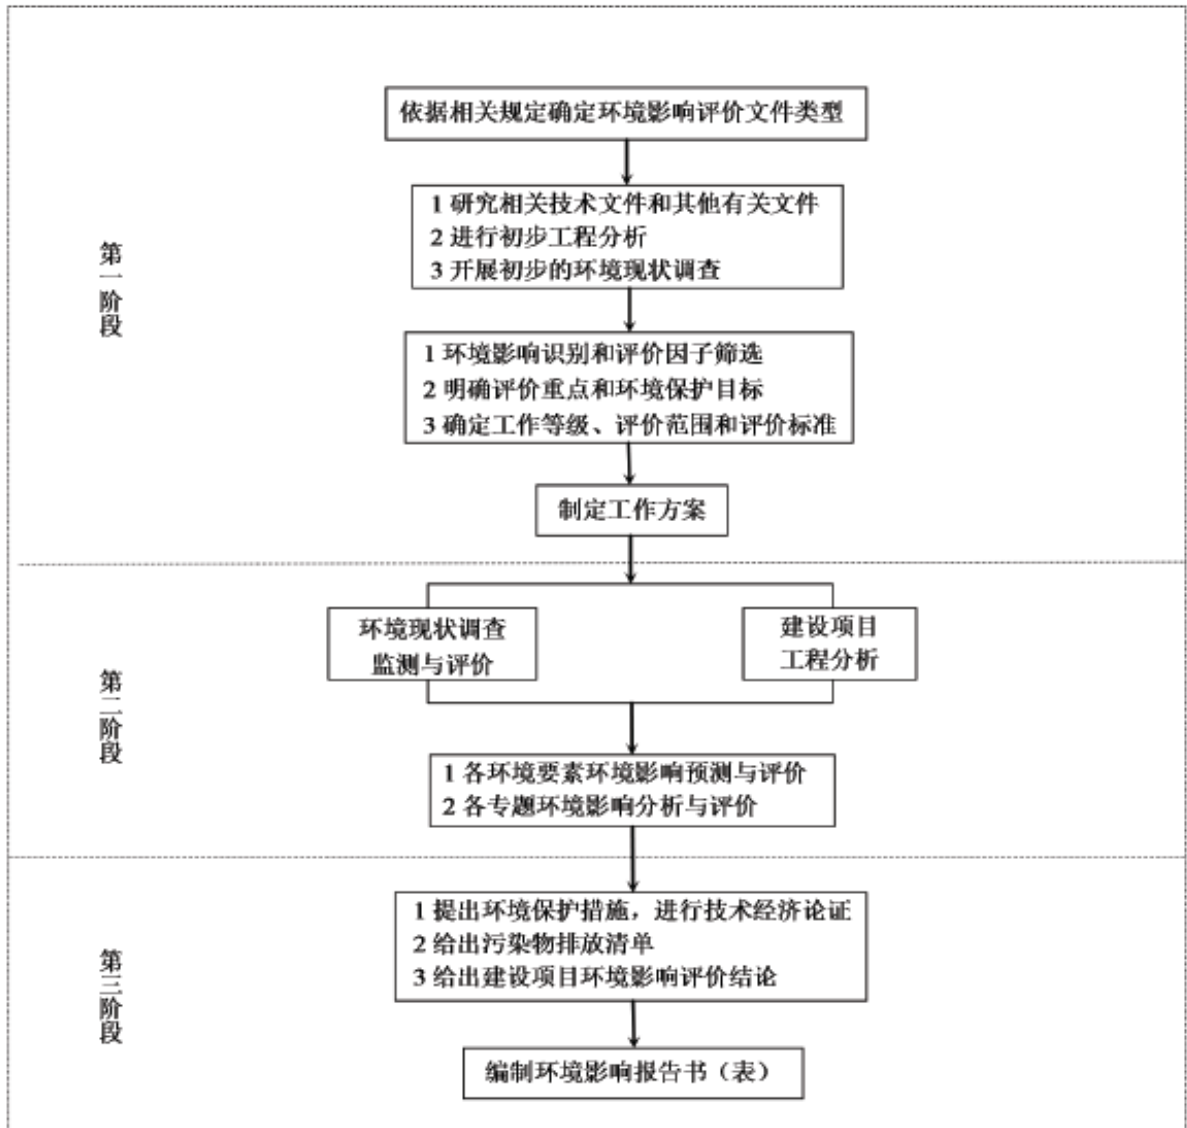 依据相关规定确定环境影响评价文件类型
1 研究相关技术文件和其他有关文件
2 进行初步工程分析
3 开展初步的环境现状调查
第一阶段
1 环境影响识别和评价因子筛选
2 明确评价重点和环境保护目标
3 确定工作等级、评价范围和评价标准
制定工作方案
环境现状调查
监测与评价
建设项目
工程分析
第二阶段
1 各环境要素环境影响预测与评价
2 各专题环境影响分析与评价
1 提出环境保护措施，进行技术经济论证
2 给出污染物排放清单
3 给出建设项目环境影响评价结论
第三阶段
编制环境影响报告书（表）